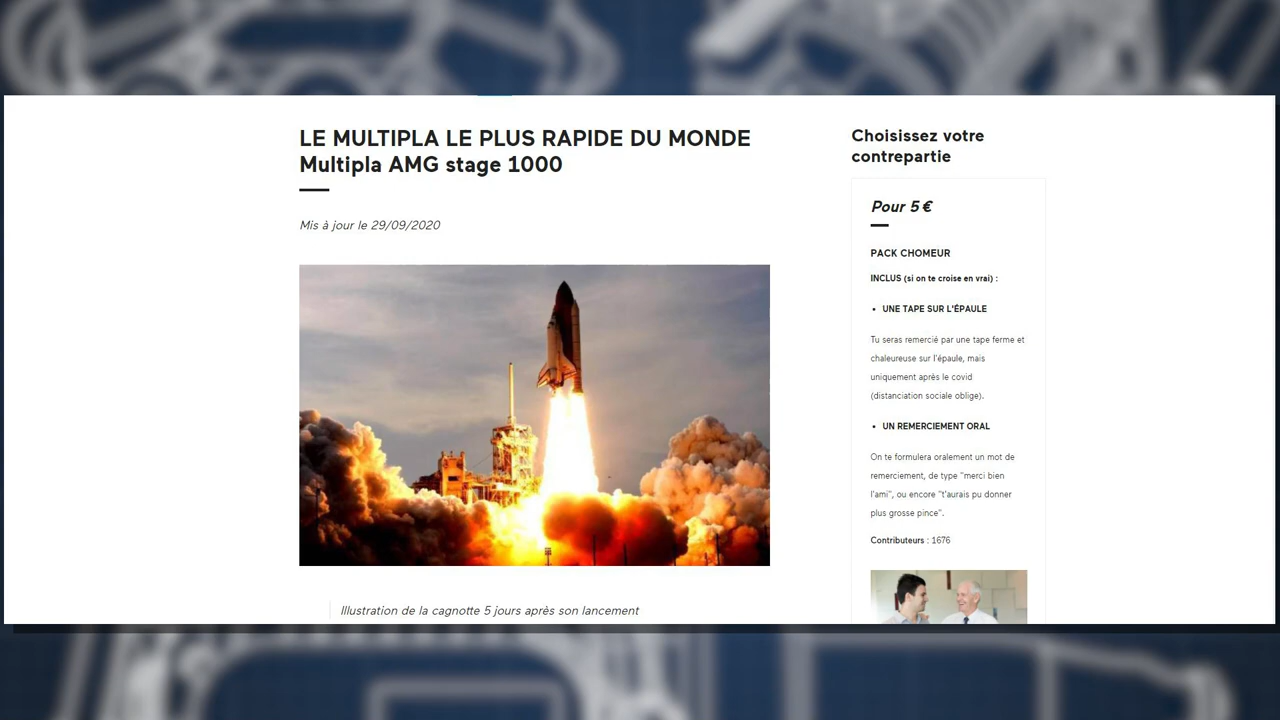 LE MULTIPLA LE PLUS RAPIDE DU MONDE
Multipla AMG stage 1000
Mis à jour le 29/09/2020
Illustration de la cagnotte 5 jours après son lancement
Choisissez votre
contrepartie
Pour 5 €
PACK CHOMEUR
INCLUS (si on te croise en vrai) :
• UNE TAPE SUR L'ÉPAULE
Tu seras remercié par une tape ferme et
chaleureuse sur l'épaule, mais
uniquement après le covid
(distanciation sociale oblige).
• UN REMERCIEMENT ORAL
On te formulera oralement un mot de
remerciement, de type "merci bien
l'ami", ou encore "t'aurais pu donner
plus grosse pince".
Contributeurs : 1676